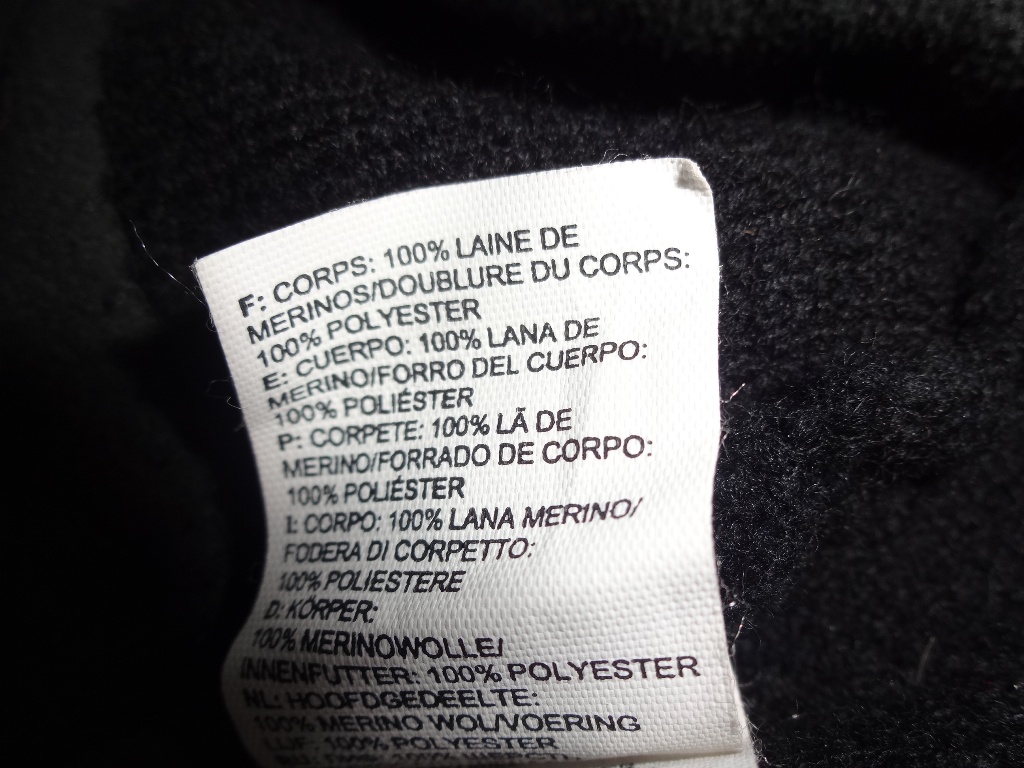 F: CORPS: 100% LAINE DE
MERINOS/DOUBLURE DU CORPS:
100% POLYESTER
E: CUERPO: 100% LANA DE
MERINO/FORRO DEL CUERPO:
100% POLIÉSTER
P: CORPETE: 100% LÃ DE
MERINO/FORRADO DE CORPO:
100% POLIÉSTER
I: CORPO: 100% LANA MERINO/
FODERA DI CORPETTO:
100% POLIESTERE
D: KÖRPER:
100% MERINOWOLLE/
INNENFUTTER: 100% POLYESTER
NL: HOOFDGEDEELTE:
100% MERINO WOL/VOERING
LIJF: 100% POLYESTER